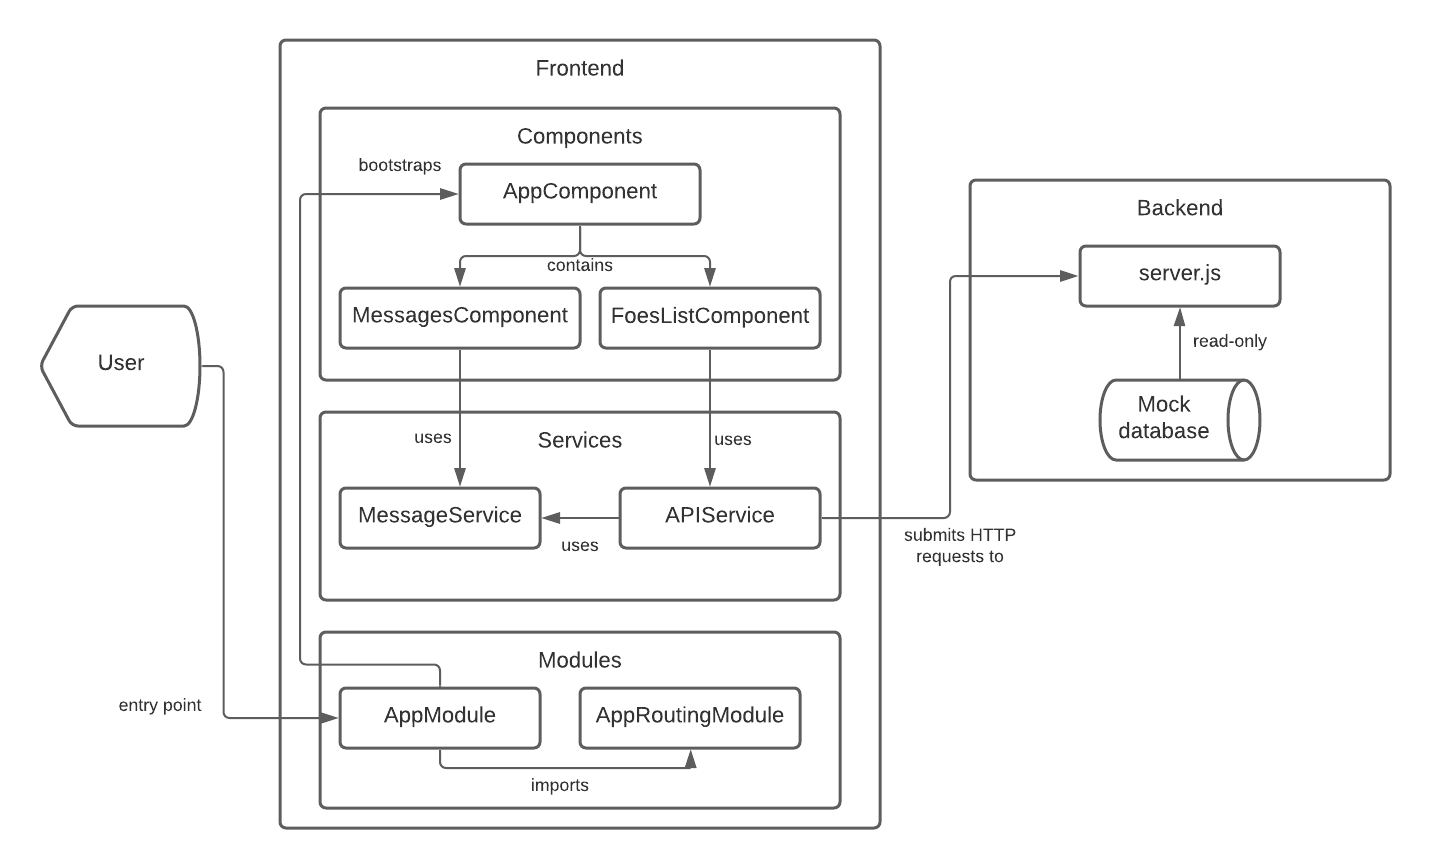 Frontend
Components
bootstraps
AppComponent
contains
MessagesComponent
FoesListComponent
uses
uses
Services
MessageService
APIService
uses
submits HTTP
requests to
Modules
AppModule
AppRoutingModule
imports
User
entry point
Backend
server.js
read-only
Mock
database